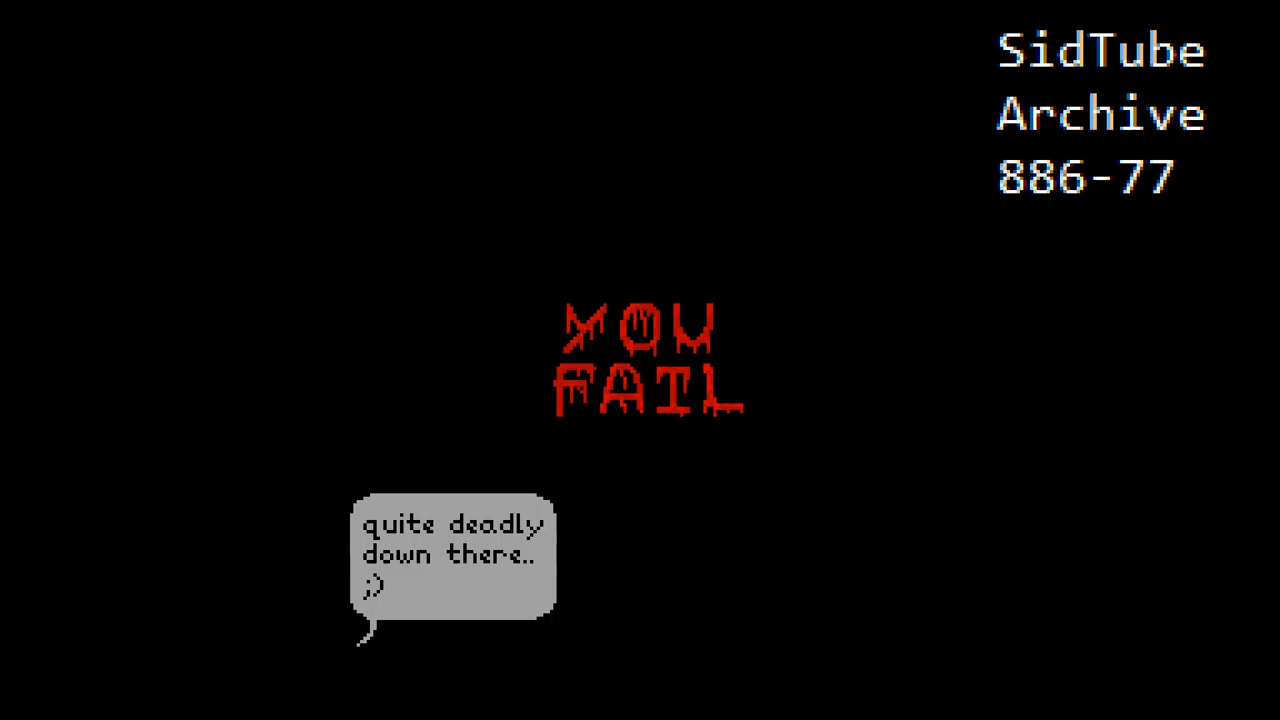 SidTube
Archive
886-77
YOU
FAIL
quite deadly
down there..
;)